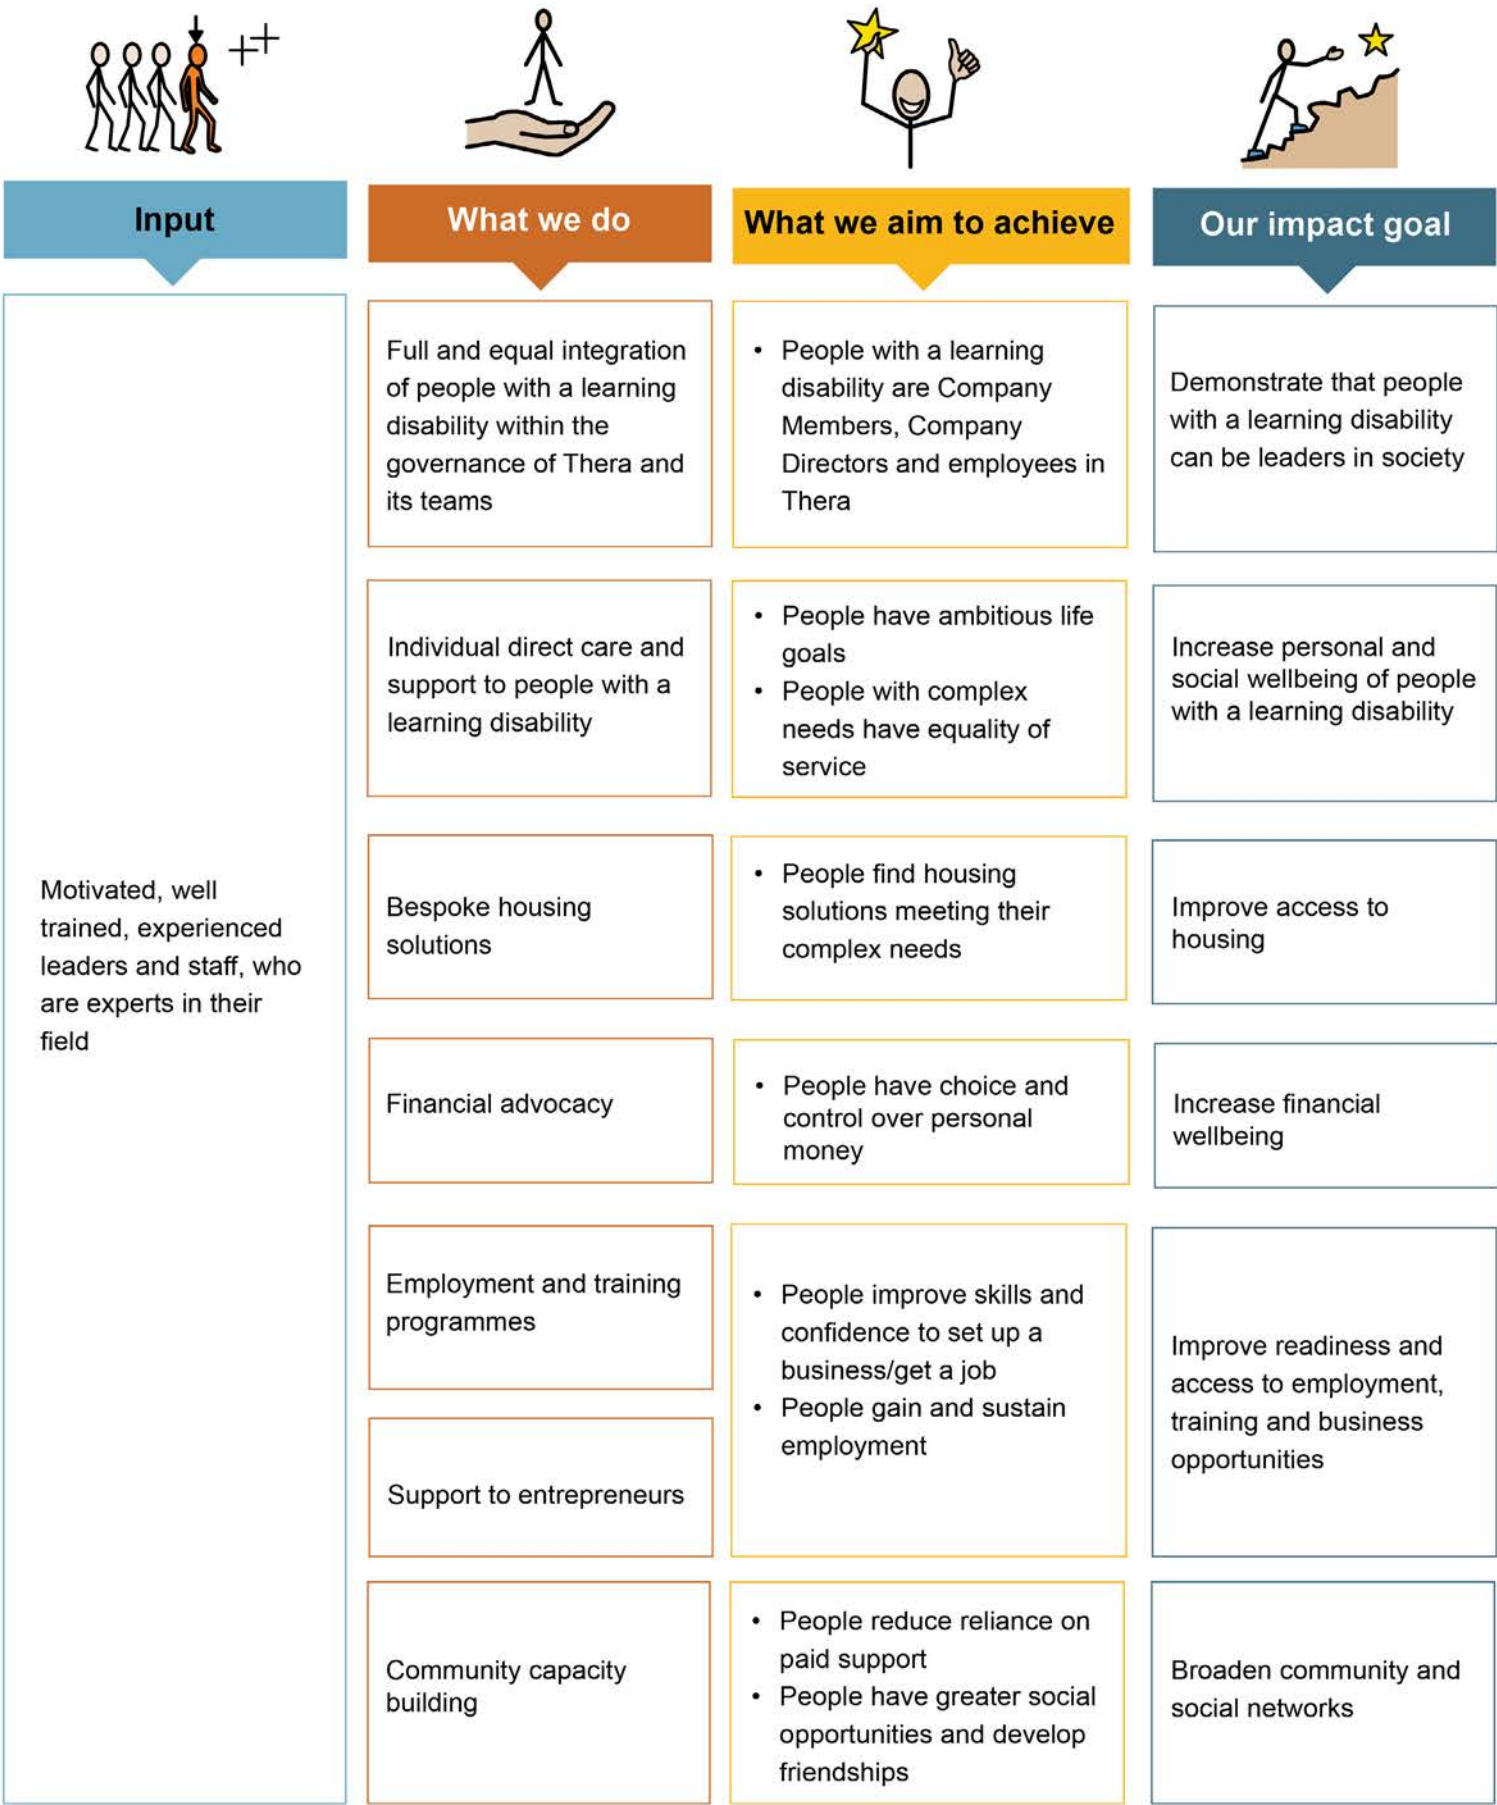 Input
What we do
What we aim to achieve
Our impact goal
Motivated, well
trained, experienced
leaders and staff, who
are experts in their
field
Full and equal integration
of people with a learning
disability within the
governance of Thera and
its teams
• People with a learning
disability are Company
Members, Company
Directors and employees in
Thera
Demonstrate that people
with a learning disability
can be leaders in society
Individual direct care and
support to people with a
learning disability
• People have ambitious life
goals
• People with complex
needs have equality of
service
Increase personal and
social wellbeing of people
with a learning disability
Bespoke housing
solutions
• People find housing
solutions meeting their
complex needs
Improve access to
housing
Financial advocacy
• People have choice and
control over personal
money
Increase financial
wellbeing
Employment and training
programmes
Support to entrepreneurs
• People improve skills and
confidence to set up a
business/get a job
• People gain and sustain
employment
Improve readiness and
access to employment,
training and business
opportunities
Community capacity
building
• People reduce reliance on
paid support
• People have greater social
opportunities and develop
friendships
Broaden community and
social networks